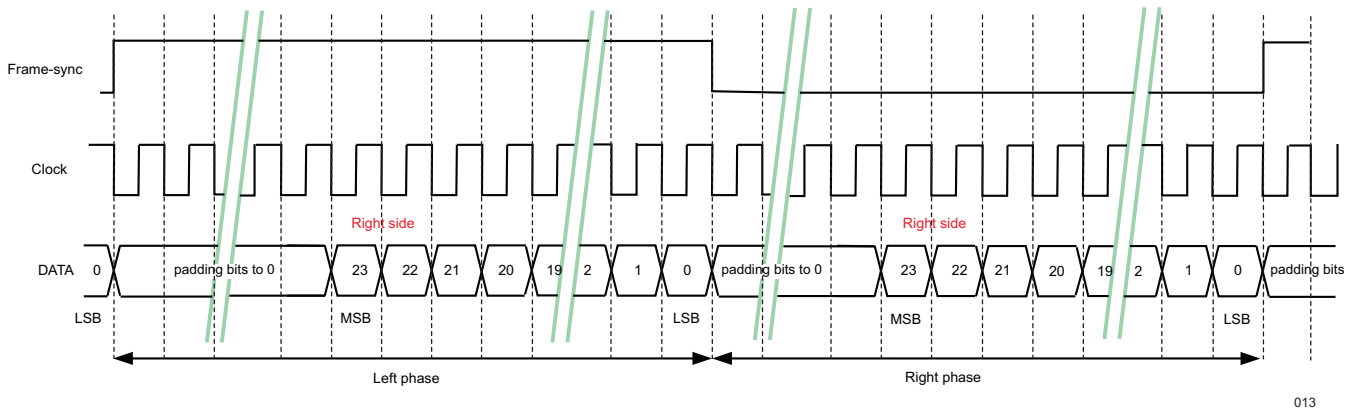 Frame-sync
Clock
Right side Right side
DATA 0 padding bits to 0 23 22 21 20 19 2 1 0 padding bits to 0 23 22 21 20 19 2 1 0 padding bits
LSB MSB LSB MSB LSB
Left phase Right phase
013